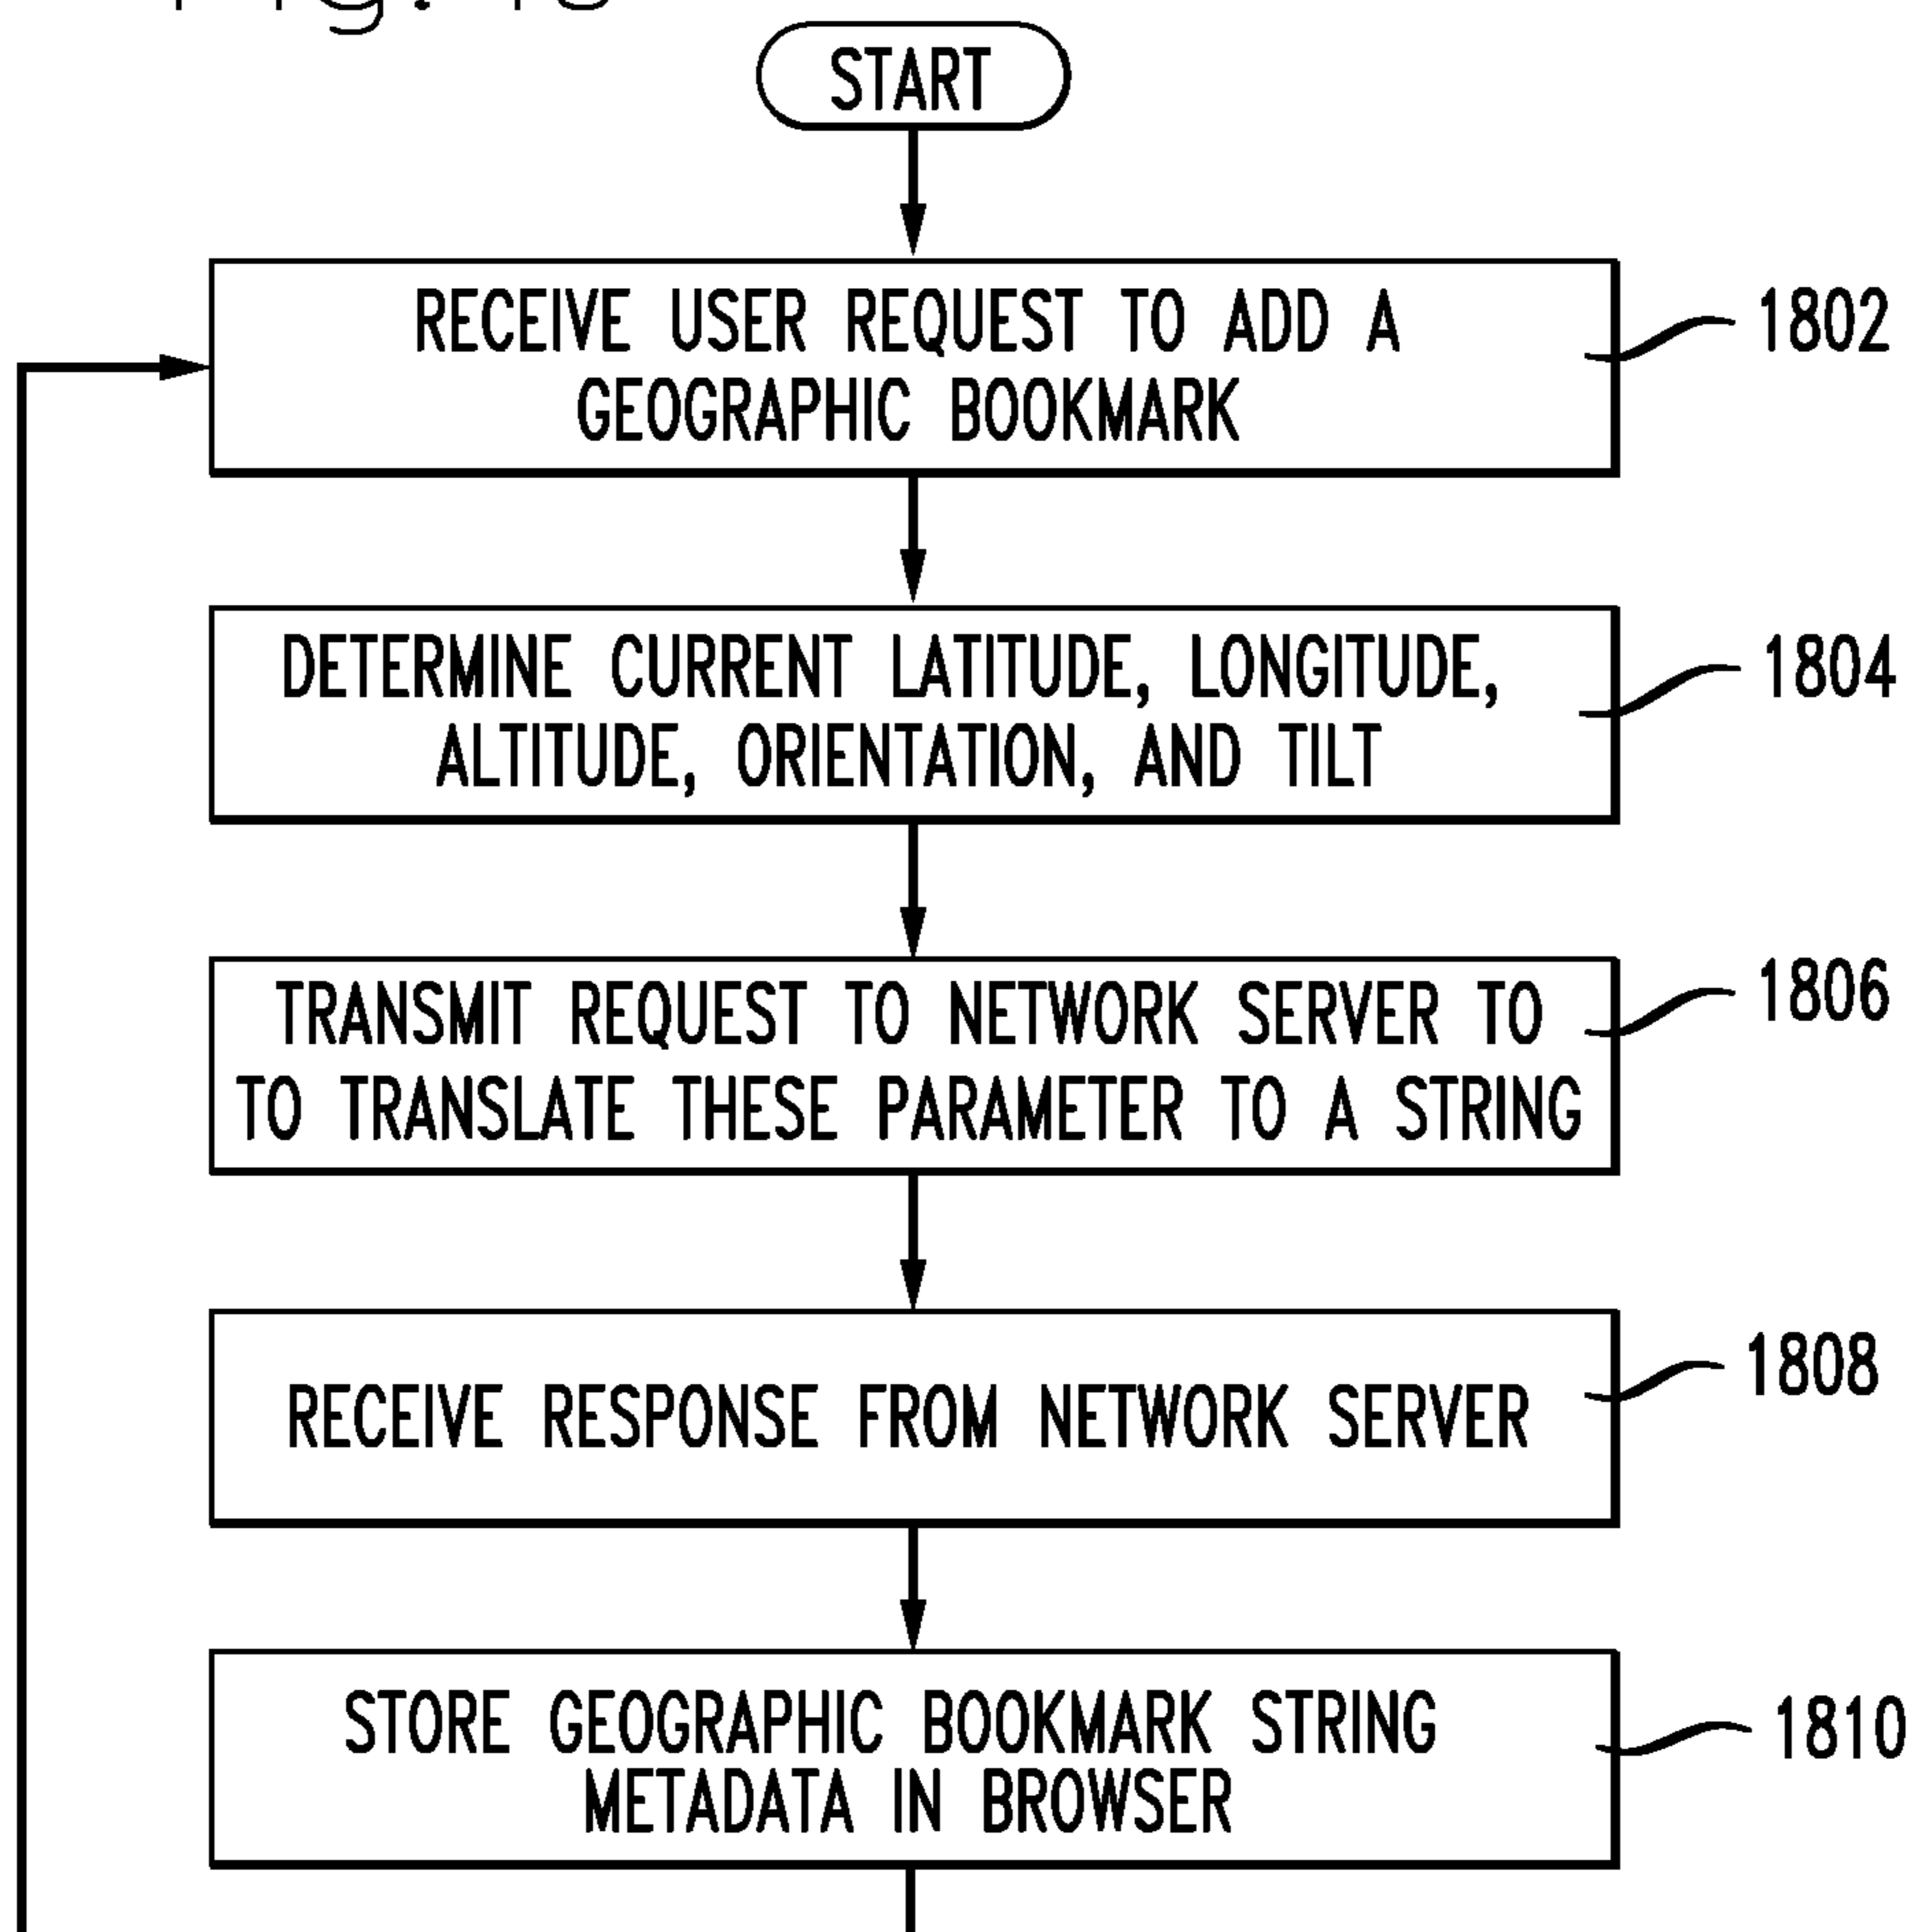 START
RECEIVE USER REQUEST TO ADD A
GEOGRAPHIC BOOKMARK
1802
DETERMINE CURRENT LATITUDE, LONGITUDE,
ALTITUDE, ORIENTATION, AND TILT
1804
TRANSMIT REQUEST TO NETWORK SERVER TO
TO TRANSLATE THESE PARAMETER TO A STRING
1806
RECEIVE RESPONSE FROM NETWORK SERVER
1808
STORE GEOGRAPHIC BOOKMARK STRING
METADATA IN BROWSER
1810